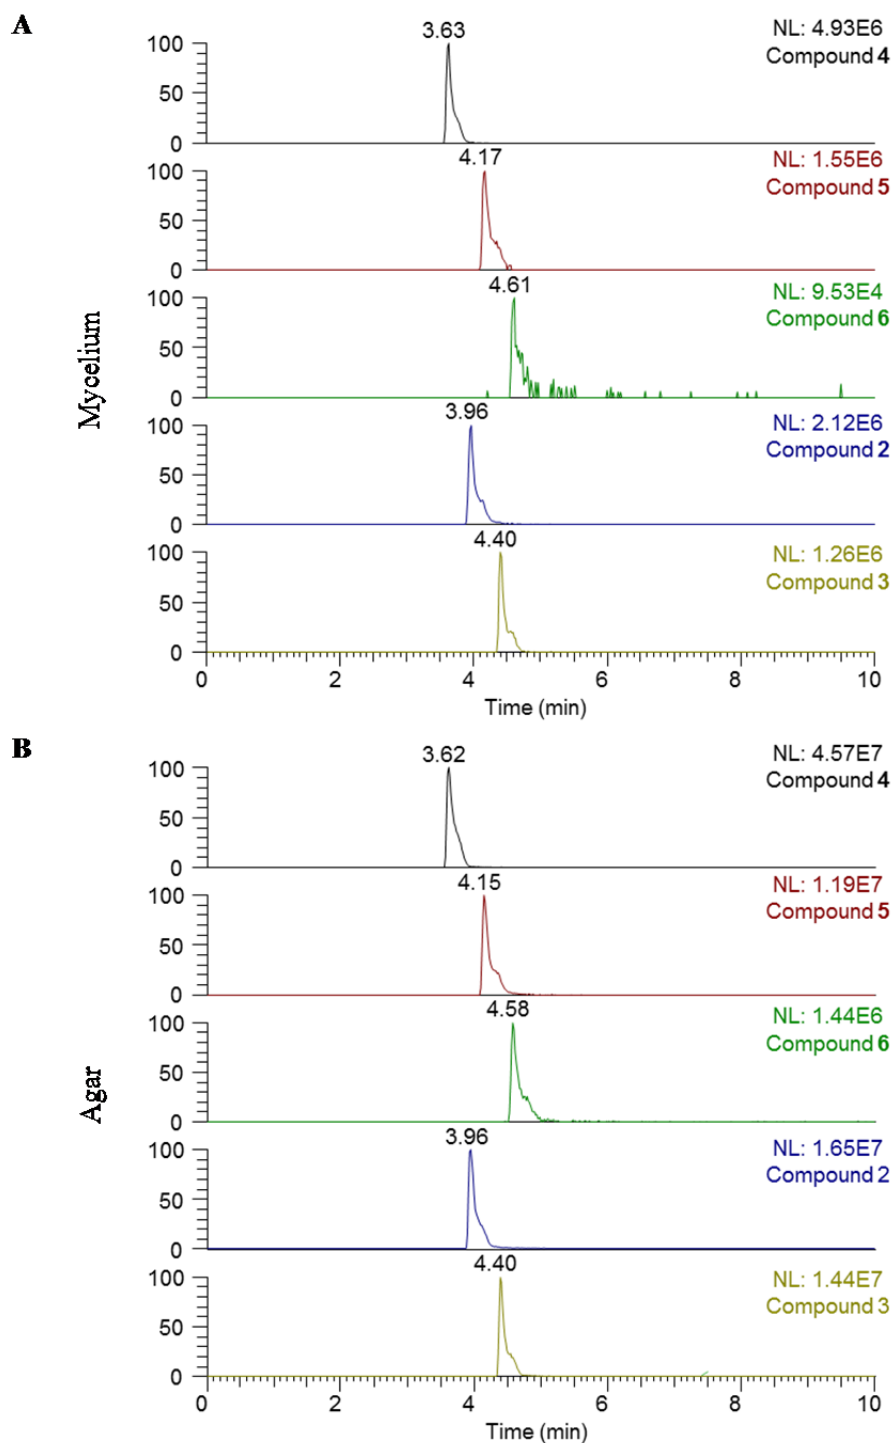 A
Mycelium
3.63
NL: 4.93E6
Compound 4
100
50
0
4.17
NL: 1.55E6
Compound 5
100
50
0
4.61
NL: 9.53E4
Compound 6
100
50
0
3.96
NL: 2.12E6
Compound 2
100
50
0
4.40
NL: 1.26E6
Compound 3
100
50
0
0 2 4 6 8 10
Time (min)
B
Agar
3.62
NL: 4.57E7
Compound 4
100
50
0
4.15
NL: 1.19E7
Compound 5
100
50
0
4.58
NL: 1.44E6
Compound 6
100
50
0
3.96
NL: 1.65E7
Compound 2
100
50
0
4.40
NL: 1.44E7
Compound 3
100
50
0
0 2 4 6 8 10
Time (min)